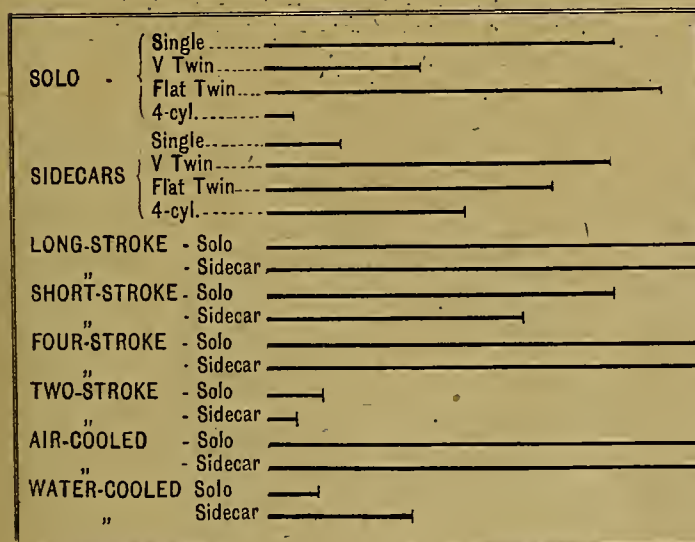 Single
SOLO - V Twin
Flat Twin
4-cyl.
Single
SIDECARS V Twin
Flat Twin
4-cyl.
LONG-STROKE - Solo
„ - Sidecar
SHORT-STROKE - Solo
„ - Sidecar
FOUR-STROKE - Solo
„ - Sidecar
TWO-STROKE - Solo
„ - Sidecar
AIR-COOLED - Solo
„ - Sidecar
WATER-COOLED Solo
„ Sidecar